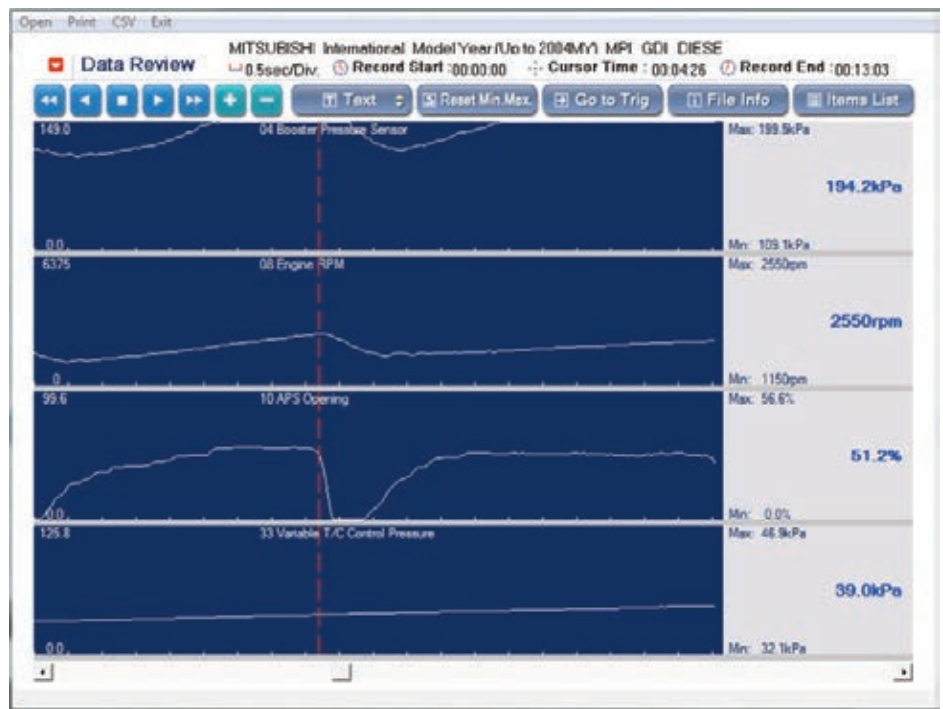 Open Print CSV Exit
MITSUBISHI International Model Year (Up to 2004MY) MPI GDI DIESE
Data Review
0.5sec/Div. Record Start :00:00:00 Cursor Time : 00:04:26 Record End :00:13:03
Text Reset Min.Max. Go to Trig File Info Items List
149.0 04 Booster Pressure Sensor Max: 199.5kPa
194.2kPa
0.0 Min: 109.1kPa
6375 08 Engine RPM Max: 2550rpm
2550rpm
0 Min: 1150rpm
99.6 10 APS Opening Max: 56.6%
51.2%
0.0 Min: 0.0%
125.8 33 Variable T/C Control Pressure Max: 46.9kPa
39.0kPa
0.0 Min: 32.1kPa